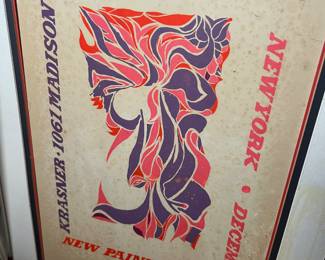 KRASNER • 1061 MADISON
NEW YORK • DECEM
NEW PAIN